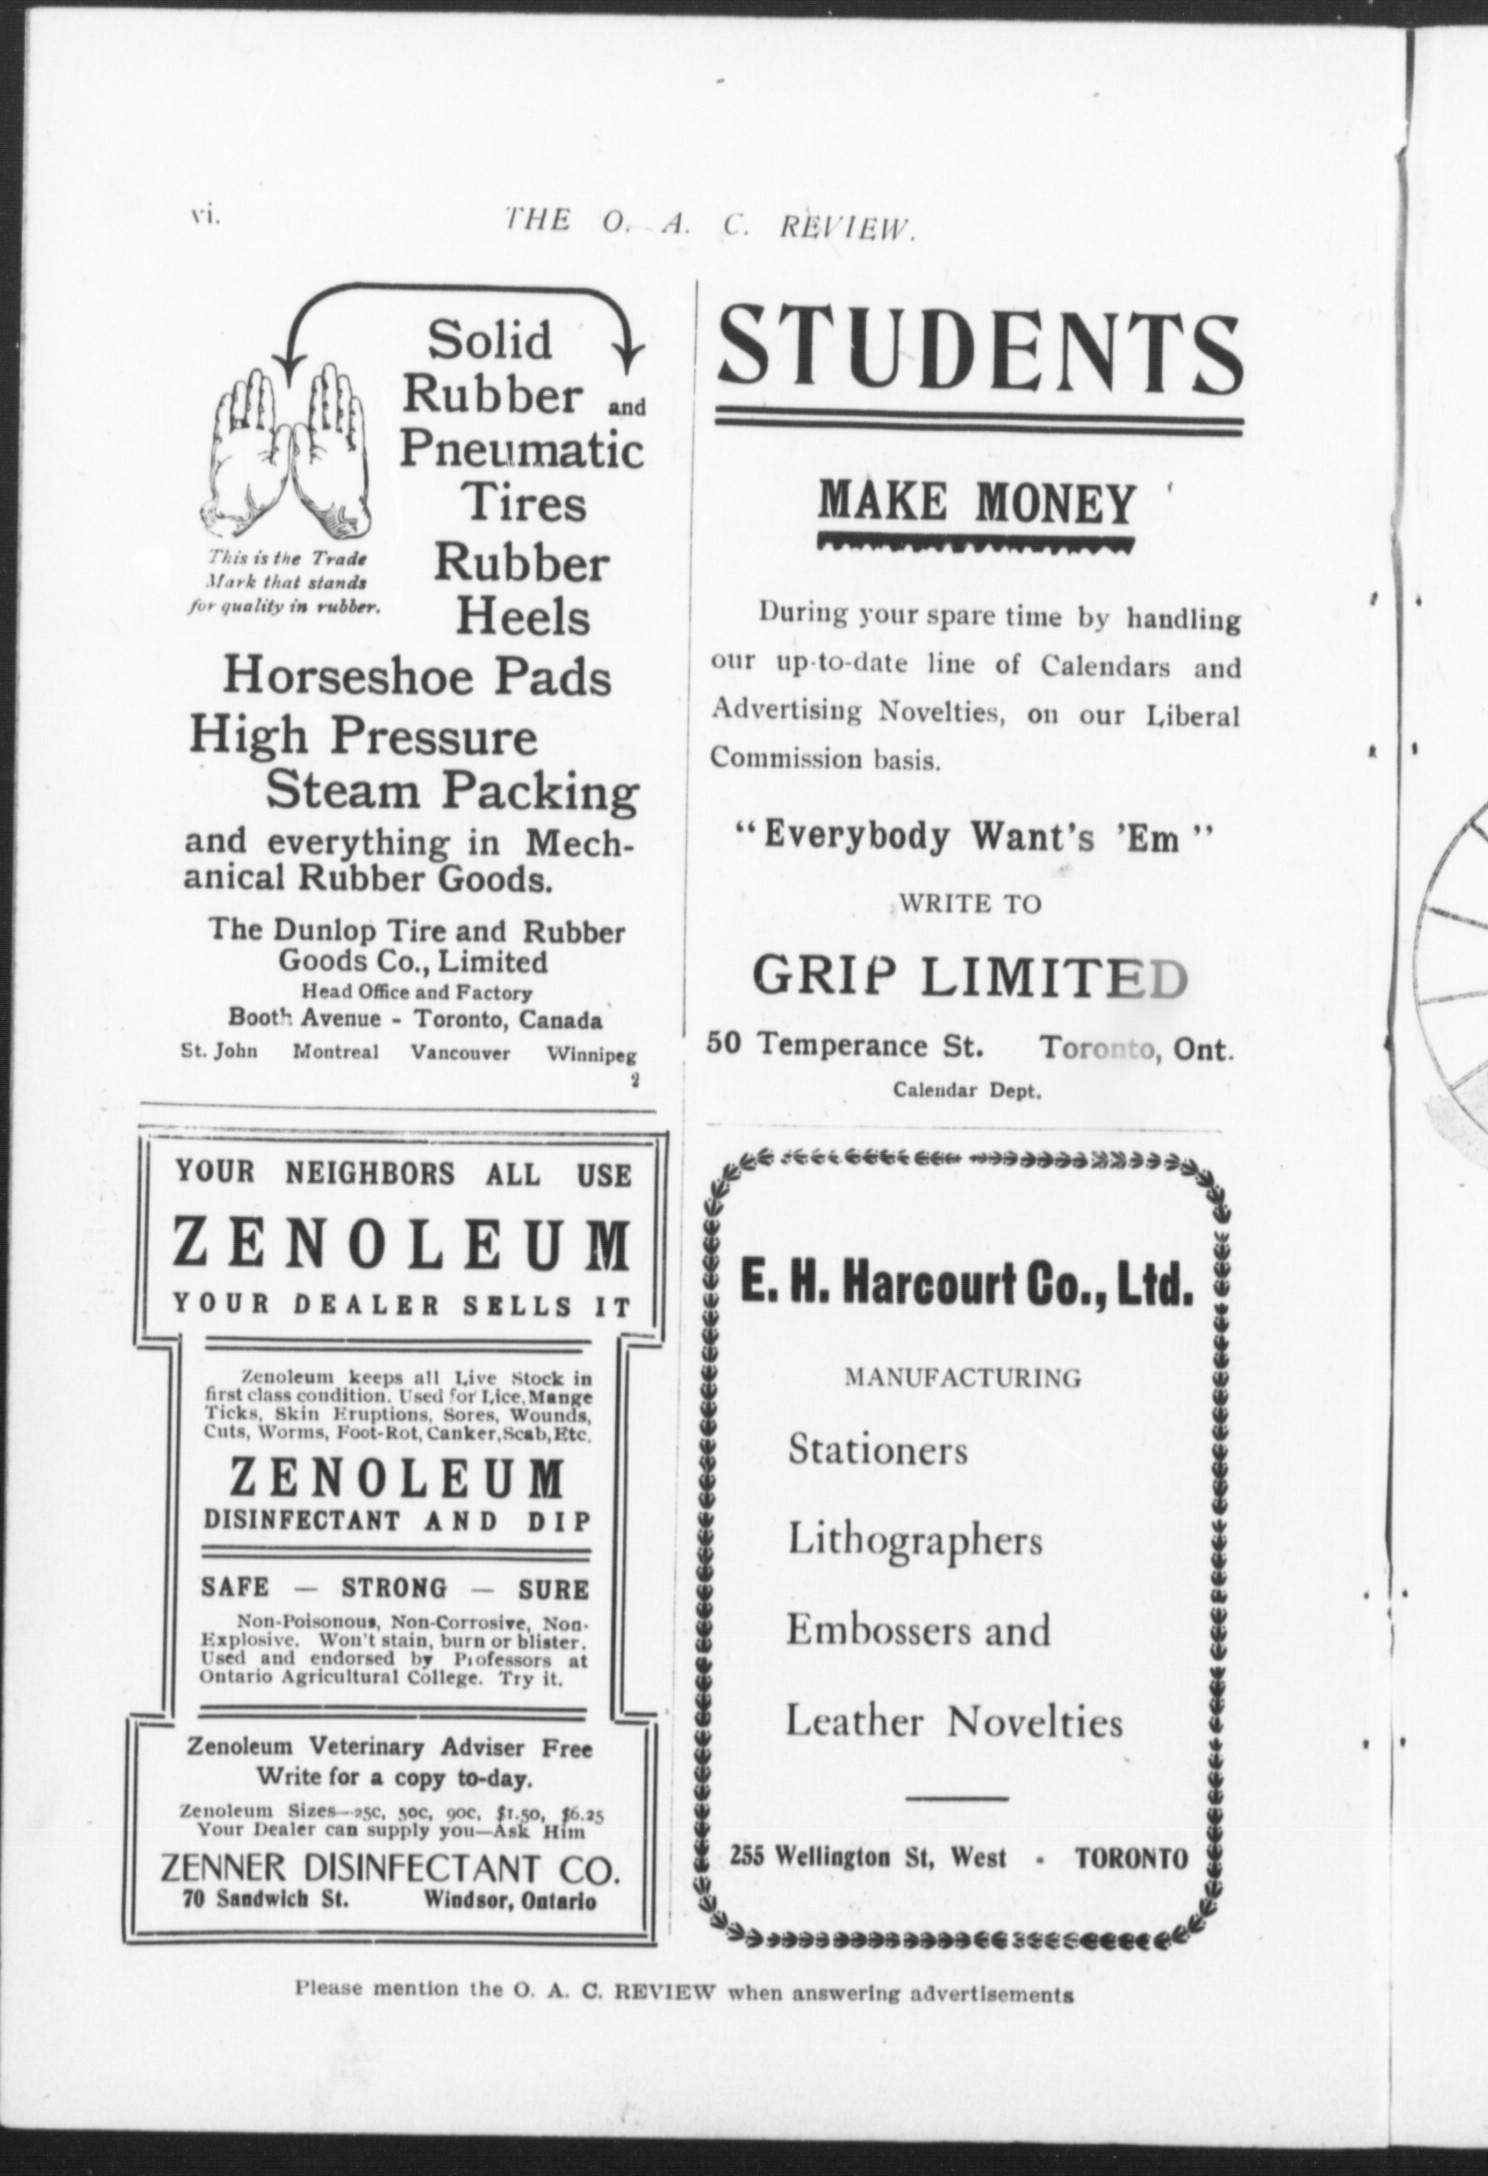 vi.
THE O. A. C. REVIEW.
Solid
Rubber and
Pneumatic
Tires
Rubber
Heels
This is the Trade
Mark that stands
for quality in rubber.
Horseshoe Pads
High Pressure
Steam Packing
and everything in Mech-
anical Rubber Goods.
The Dunlop Tire and Rubber
Goods Co., Limited
Head Office and Factory
Booth Avenue - Toronto, Canada
St. John Montreal Vancouver Winnipeg
2
STUDENTS
MAKE MONEY
During your spare time by handling
our up-to-date line of Calendars and
Advertising Novelties, on our Liberal
Commission basis.
“Everybody Want's 'Em”
WRITE TO
GRIP LIMITED
50 Temperance St. Toronto, Ont.
Calendar Dept.
YOUR NEIGHBORS ALL USE
ZENOLEUM
YOUR DEALER SELLS IT
Zenoleum keeps all Live Stock in
first class condition. Used for Lice, Mange
Ticks, Skin Eruptions, Sores, Wounds,
Cuts, Worms, Foot-Rot, Canker, Scab, Etc.
ZENOLEUM
DISINFECTANT AND DIP
SAFE — STRONG — SURE
Non-Poisonous, Non-Corrosive, Non-
Explosive. Won't stain, burn or blister.
Used and endorsed by Professors at
Ontario Agricultural College. Try it.
Zenoleum Veterinary Adviser Free
Write for a copy to-day.
Zenoleum Sizes—25c, 50c, 90c, $1.50, $6.25
Your Dealer can supply you—Ask Him
ZENNER DISINFECTANT CO.
70 Sandwich St. Windsor, Ontario
E. H. Harcourt Co., Ltd.
MANUFACTURING
Stationers
Lithographers
Embossers and
Leather Novelties
255 Wellington St, West - TORONTO
Please mention the O. A. C. REVIEW when answering advertisements